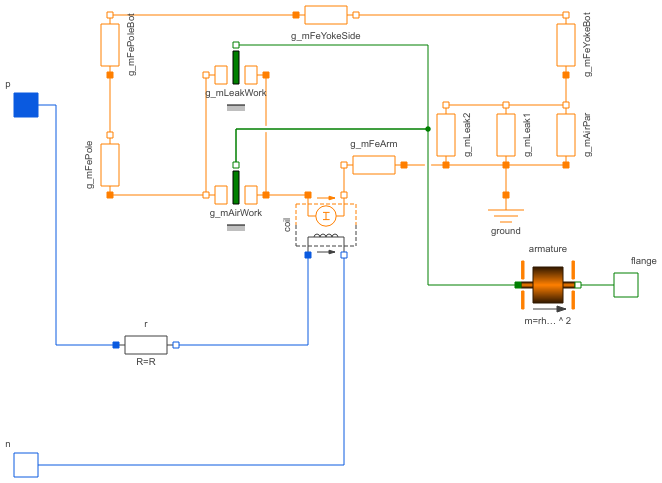 g_mFePoleBot
g_mFeYokeSide
g_mFeYokeBot
p
g_mLeakWork
g_mLeak2
g_mLeak1
g_mAirPar
g_mFePole
g_mFeArm
g_mAirWork
coil
ground
armature
flange
m=rh... ^ 2
r
R=R
n